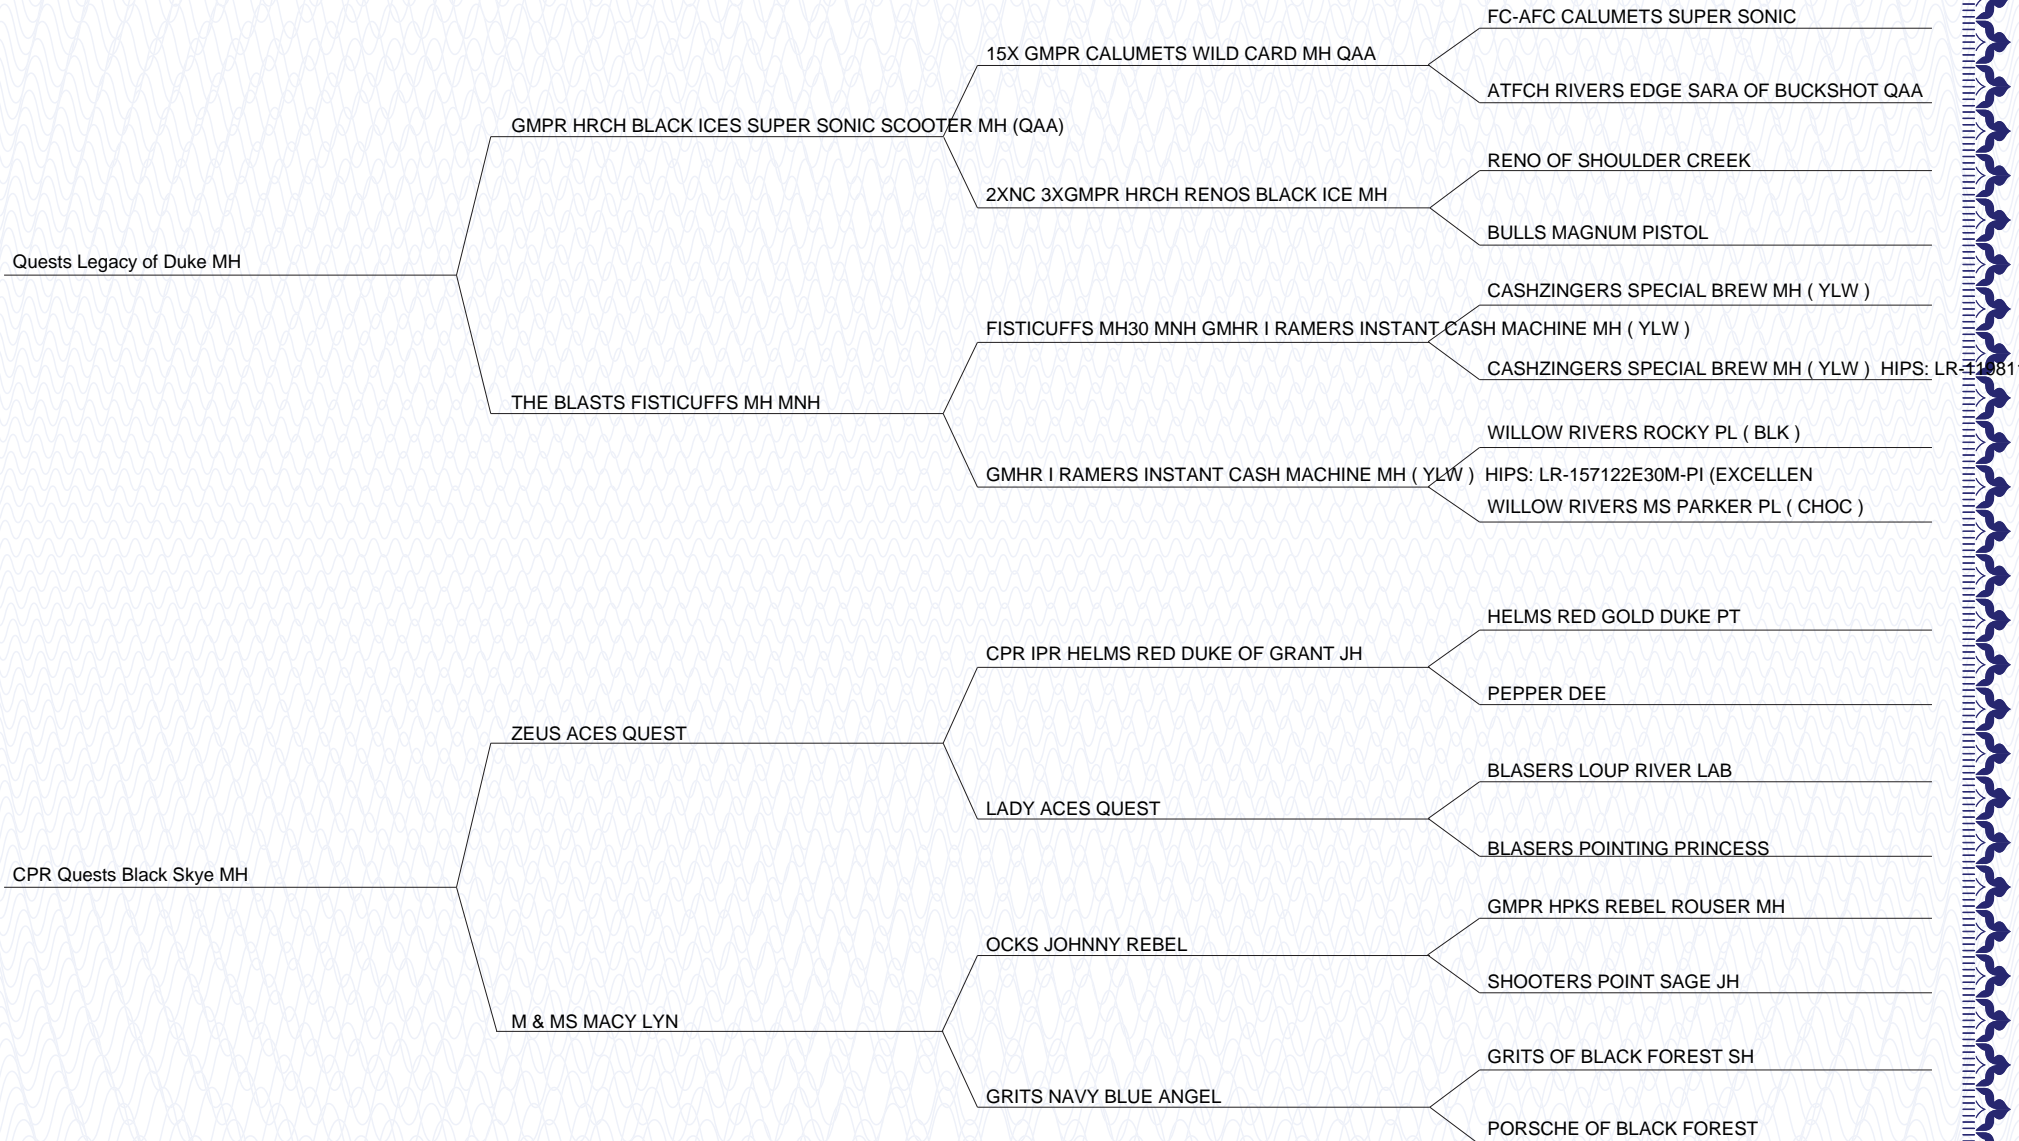 FC-AFC CALUMETS SUPER SONIC
15X GMPR CALUMETS WILD CARD MH QAA
ATFCH RIVERS EDGE SARA OF BUCKSHOT QAA
GMPR HRCH BLACK ICES SUPER SONIC SCOOTER MH (QAA)
RENO OF SHOULDER CREEK
2XNC 3XGMPR HRCH RENOS BLACK ICE MH
BULLS MAGNUM PISTOL
Quests Legacy of Duke MH
CASHZINGERS SPECIAL BREW MH ( YLW )
FISTICUFFS MH30 MNH GMHR I RAMERS INSTANT CASH MACHINE MH ( YLW )
CASHZINGERS SPECIAL BREW MH ( YLW ) HIPS: LR-11981
THE BLASTS FISTICUFFS MH MNH
WILLOW RIVERS ROCKY PL ( BLK )
GMHR I RAMERS INSTANT CASH MACHINE MH ( YLW ) HIPS: LR-157122E30M-PI (EXCELLEN
WILLOW RIVERS MS PARKER PL ( CHOC )
HELMS RED GOLD DUKE PT
CPR IPR HELMS RED DUKE OF GRANT JH
PEPPER DEE
ZEUS ACES QUEST
BLASERS LOUP RIVER LAB
LADY ACES QUEST
BLASERS POINTING PRINCESS
CPR Quests Black Skye MH
GMPR HPKS REBEL ROUSER MH
OCKS JOHNNY REBEL
SHOOTERS POINT SAGE JH
M & MS MACY LYN
GRITS OF BLACK FOREST SH
GRITS NAVY BLUE ANGEL
PORSCHE OF BLACK FOREST